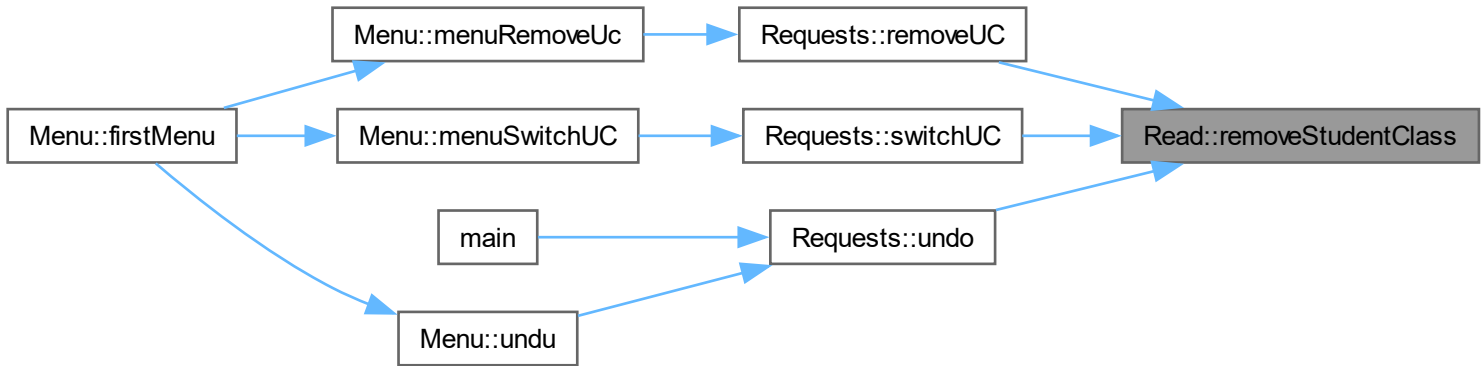 Menu::menuRemoveUc
Requests::removeUC
Menu::firstMenu
Menu::menuSwitchUC
Requests::switchUC
Read::removeStudentClass
main
Requests::undo
Menu::undu